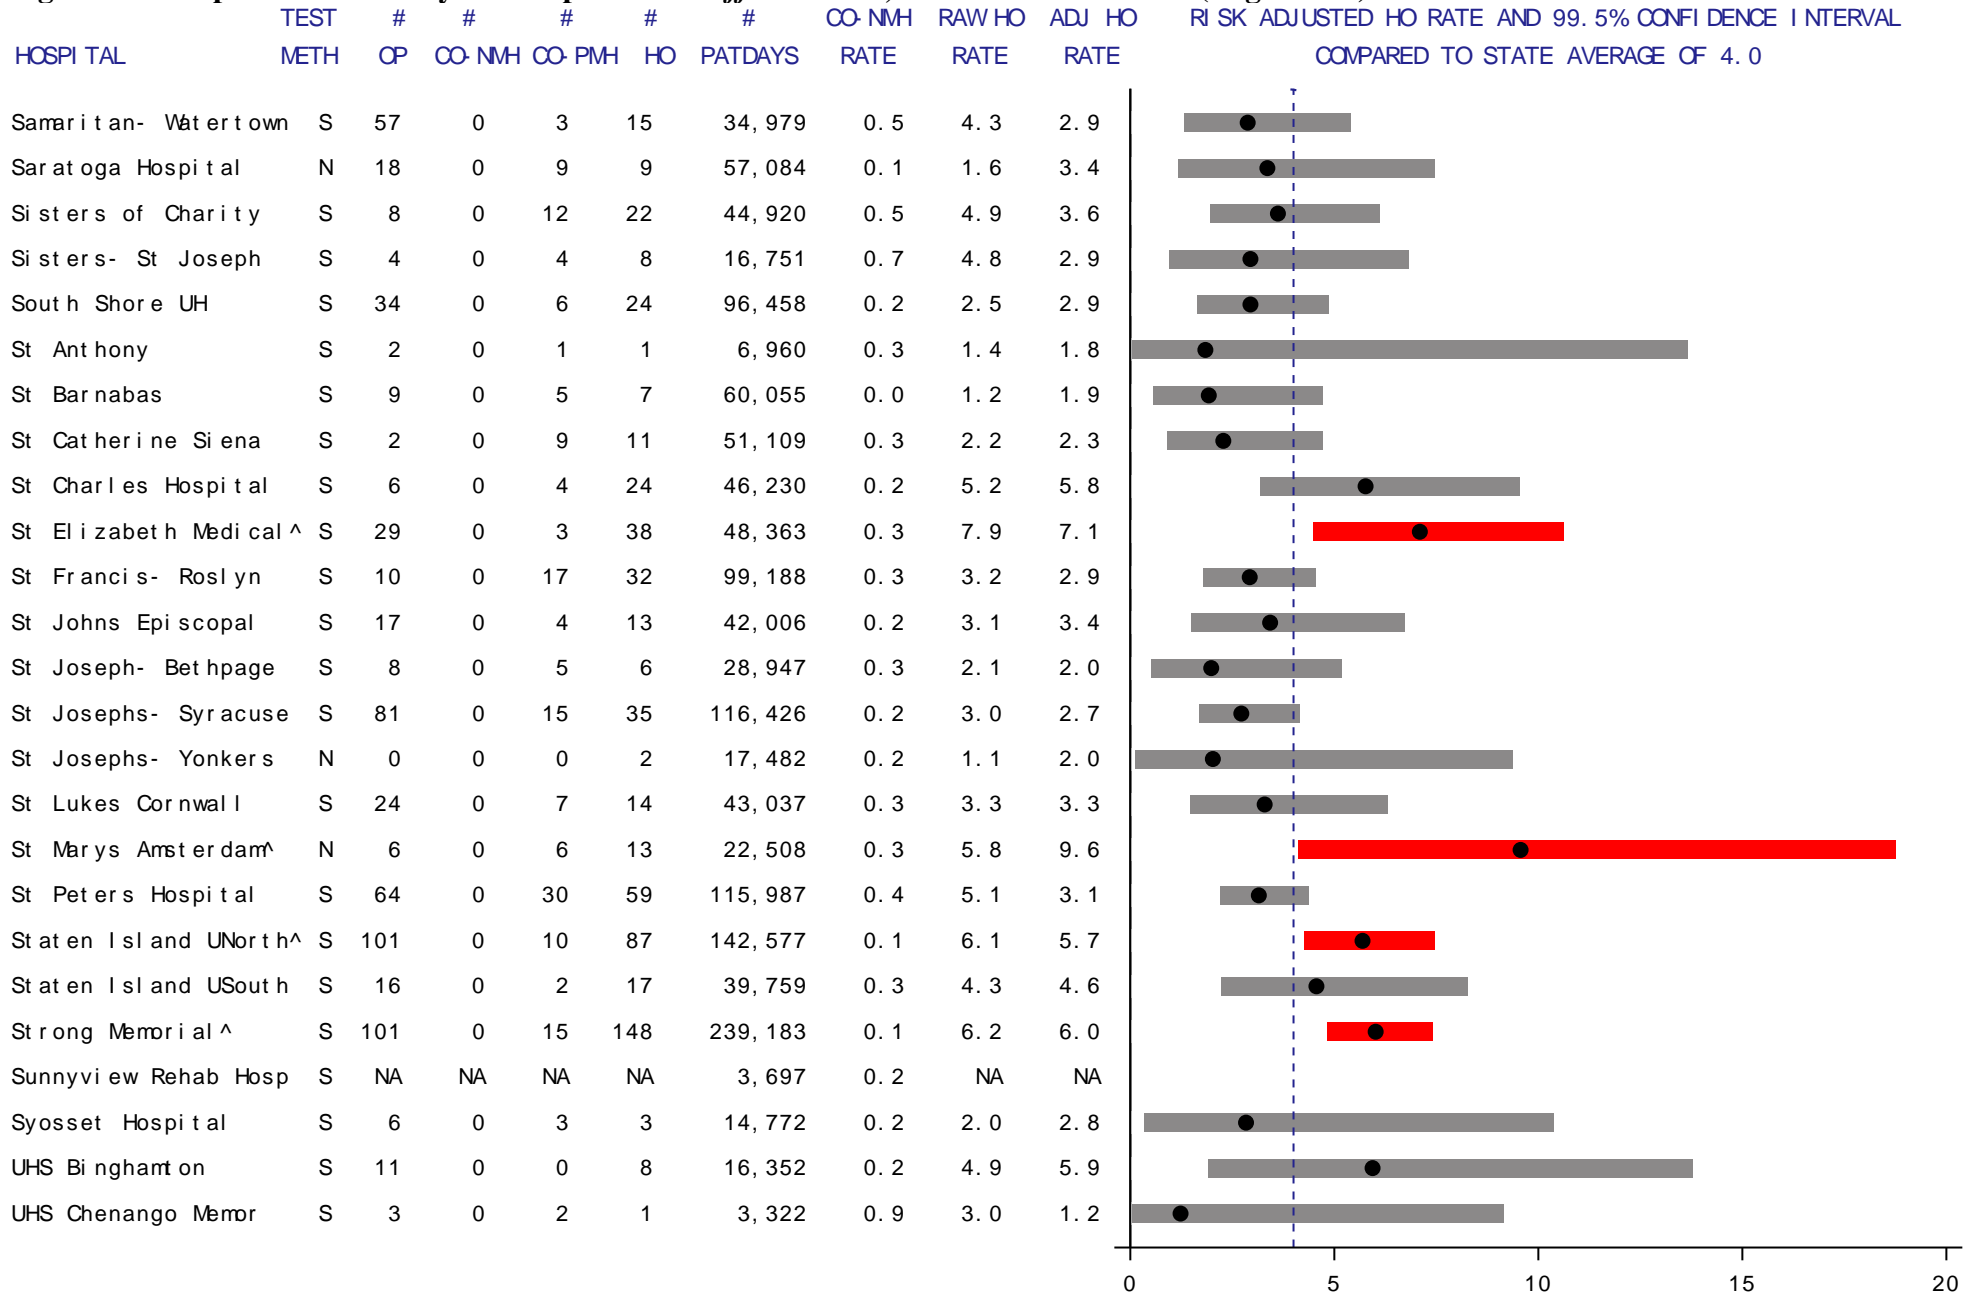 TEST # # # # # CO-NMH RAW HO ADJ HO RISK ADJUSTED HO RATE AND 99.5% CONFIDENCE INTERVAL
HOSPITAL METH OP CO-NMH CO-PMH HO PATDAYS RATE RATE RATE COMPARED TO STATE AVERAGE OF 4.0
Samaritan- Watertown S 57 0 3 15 34,979 0.5 4.3 2.9
Saratoga Hospital N 18 0 9 9 57,084 0.1 1.6 3.4
Sisters of Charity S 8 0 12 22 44,920 0.5 4.9 3.6
Sisters- St Joseph S 4 0 4 8 16,751 0.7 4.8 2.9
South Shore UH S 34 0 6 24 96,458 0.2 2.5 2.9
St Anthony S 2 0 1 1 6,960 0.3 1.4 1.8
St Barnabas S 9 0 5 7 60,055 0.0 1.2 1.9
St Catherine Siena S 2 0 9 11 51,109 0.3 2.2 2.3
St Charles Hospital S 6 0 4 24 46,230 0.2 5.2 5.8
St Elizabeth Medical^ S 29 0 3 38 48,363 0.3 7.9 7.1
St Francis- Roslyn S 10 0 17 32 99,188 0.3 3.2 2.9
St Johns Episcopal S 17 0 4 13 42,006 0.2 3.1 3.4
St Joseph- Bethpage S 8 0 5 6 28,947 0.3 2.1 2.0
St Josephs- Syracuse S 81 0 15 35 116,426 0.2 3.0 2.7
St Josephs- Yonkers N 0 0 0 2 17,482 0.2 1.1 2.0
St Lukes Cornwall S 24 0 7 14 43,037 0.3 3.3 3.3
St Marys Amsterdam^ N 6 0 6 13 22,508 0.3 5.8 9.6
St Peters Hospital S 64 0 30 59 115,987 0.4 5.1 3.1
Staten Island UNorth^ S 101 0 10 87 142,577 0.1 6.1 5.7
Staten Island USouth S 16 0 2 17 39,759 0.3 4.3 4.6
Strong Memorial^ S 101 0 15 148 239,183 0.1 6.2 6.0
Sunnyview Rehab Hosp S NA NA NA NA 3,697 0.2 NA NA
Syosset Hospital S 6 0 3 3 14,772 0.2 2.0 2.8
UHS Binghamton S 11 0 0 8 16,352 0.2 4.9 5.9
UHS Chenango Memor S 3 0 2 1 3,322 0.9 3.0 1.2
0 5 10 15 20